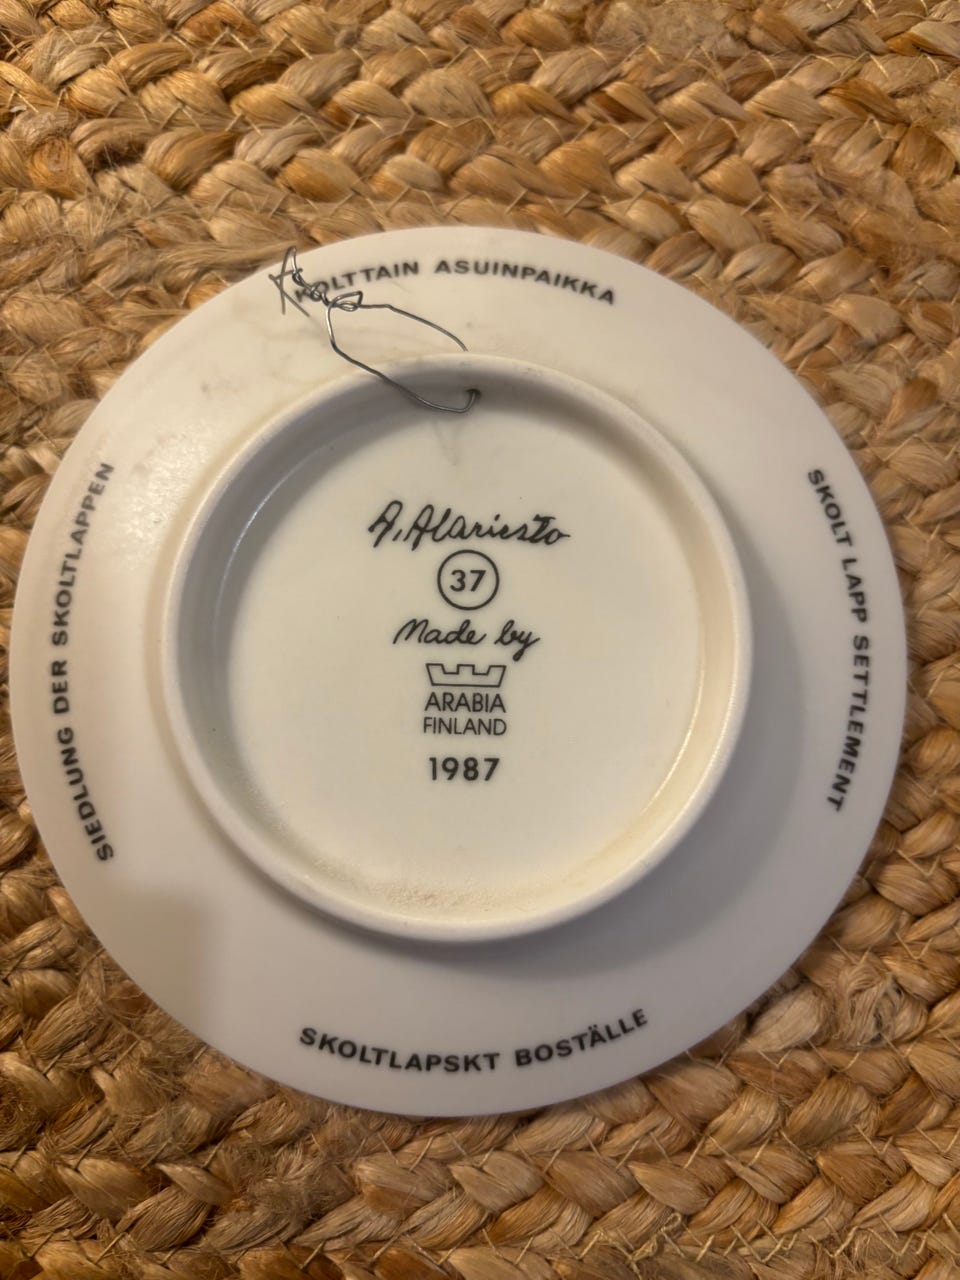 KOLTTAIN ASUINPAIKKA
SKOLT LAPP SETTLEMENT
SKOLTLAPSKT BOSTÄLLE
SIEDLUNG DER SKOLTLAPPEN
A. Alariesto
37
Made by
ARABIA
FINLAND
1987